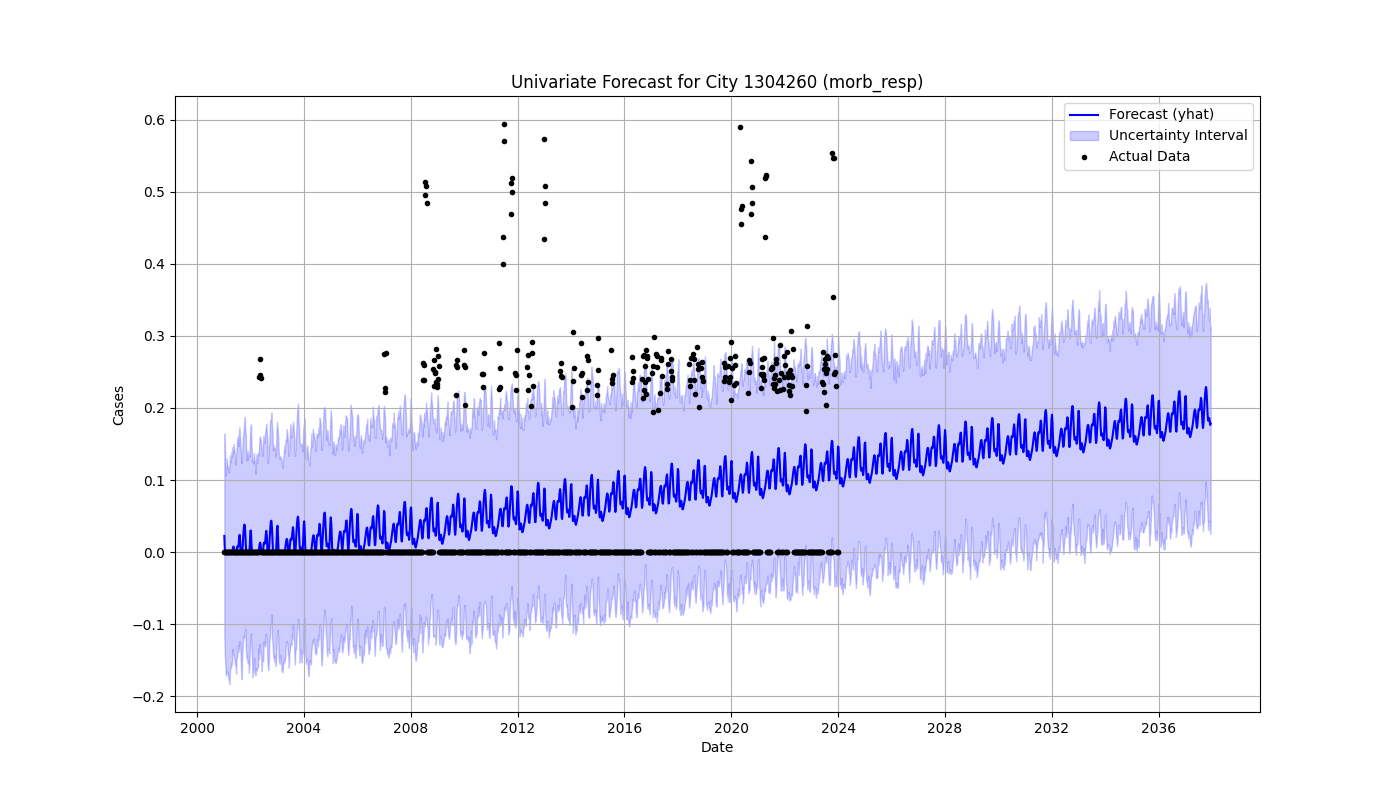 Univariate Forecast for City 1304260 (morb_resp)
Forecast (yhat)
Uncertainty Interval
Actual Data
Cases
0.6
0.5
0.4
0.3
0.2
0.1
0.0
−0.1
−0.2
2000 2004 2008 2012 2016 2020 2024 2028 2032 2036
Date